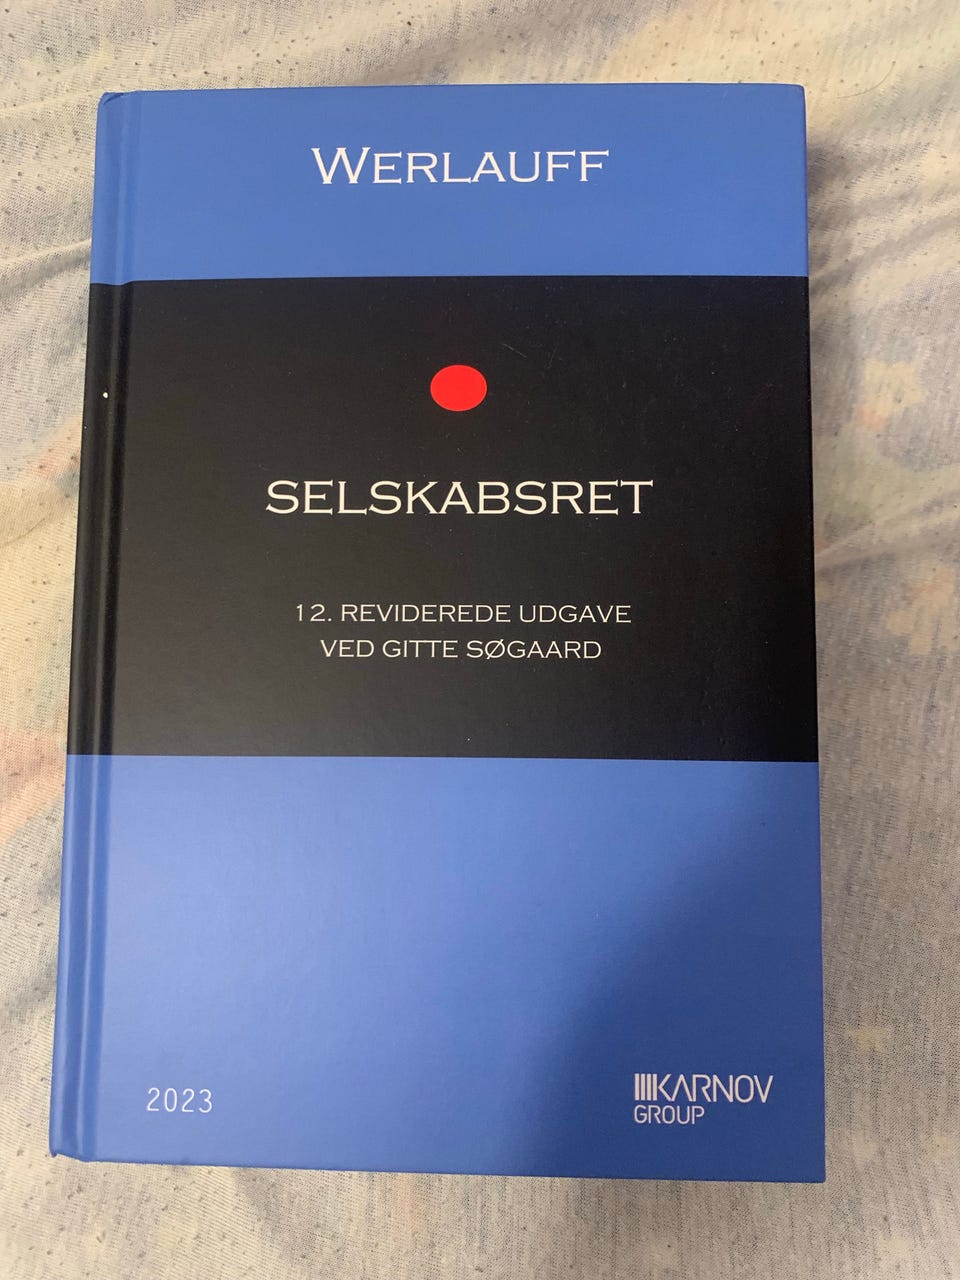 WERLAUFF
SELSKABSRET
12. REVIDEREDE UDGAVE
VED GITTE SØGAARD
2023
KARNOV
GROUP